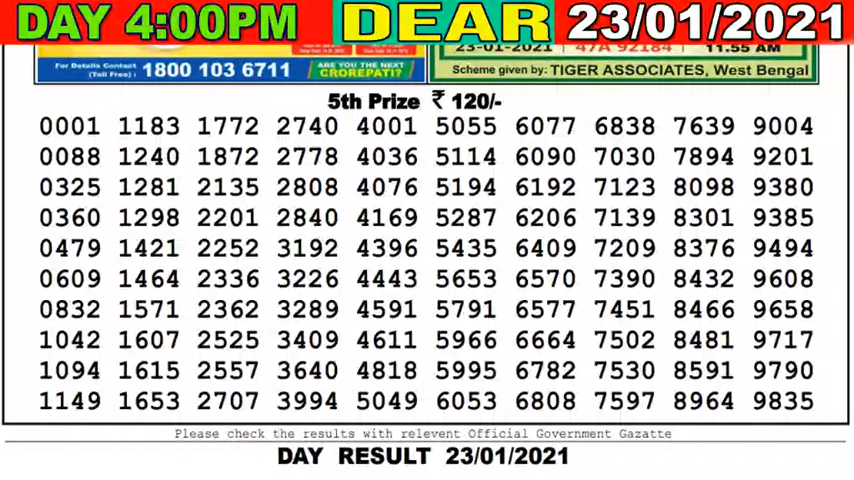 DAY 4:00PM DEAR 23/01/2021
23-01-2021 47A 92184 11.55 AM
For Details Contact (Toll Free) : 1800 103 6711 ARE YOU THE NEXT CROREPATI?
Scheme given by: TIGER ASSOCIATES, West Bengal
5th Prize ₹ 120/-
0001 1183 1772 2740 4001 5055 6077 6838 7639 9004
0088 1240 1872 2778 4036 5114 6090 7030 7894 9201
0325 1281 2135 2808 4076 5194 6192 7123 8098 9380
0360 1298 2201 2840 4169 5287 6206 7139 8301 9385
0479 1421 2252 3192 4396 5435 6409 7209 8376 9494
0609 1464 2336 3226 4443 5653 6570 7390 8432 9608
0832 1571 2362 3289 4591 5791 6577 7451 8466 9658
1042 1607 2525 3409 4611 5966 6664 7502 8481 9717
1094 1615 2557 3640 4818 5995 6782 7530 8591 9790
1149 1653 2707 3994 5049 6053 6808 7597 8964 9835
Please check the results with relevent Official Government Gazatte
DAY RESULT 23/01/2021